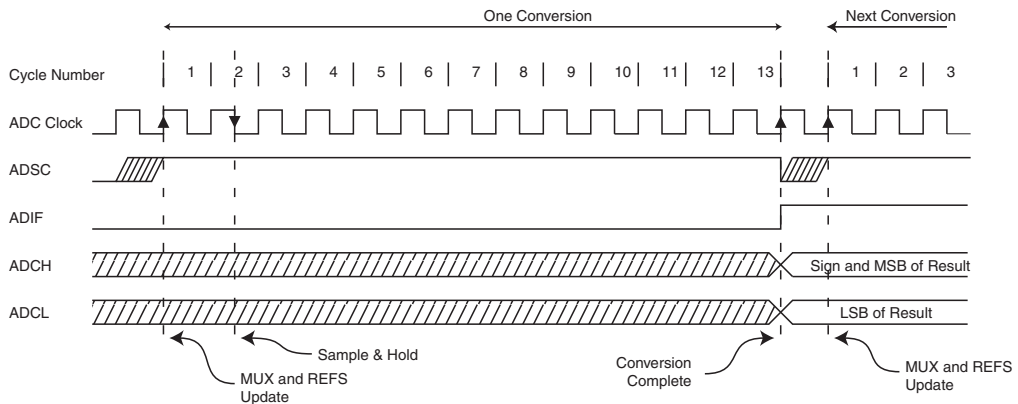 One Conversion
Next Conversion
Cycle Number 1 2 3 4 5 6 7 8 9 10 11 12 13 1 2 3
ADC Clock
ADSC
ADIF
ADCH
Sign and MSB of Result
ADCL
LSB of Result
Sample & Hold
MUX and REFS
Update
Conversion
Complete
MUX and REFS
Update